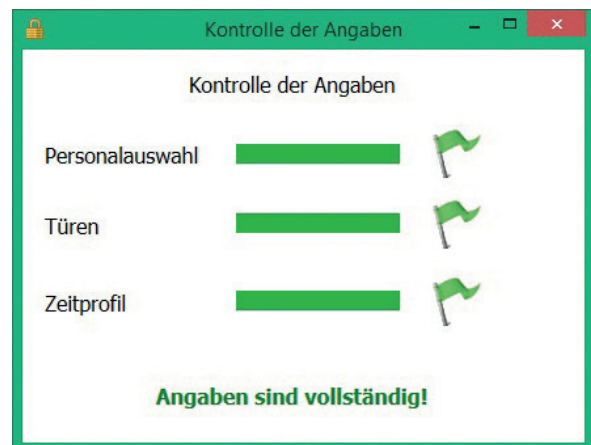 Kontrolle der Angaben
Kontrolle der Angaben
Personalauswahl
Türen
Zeitprofil
Angaben sind vollständig!